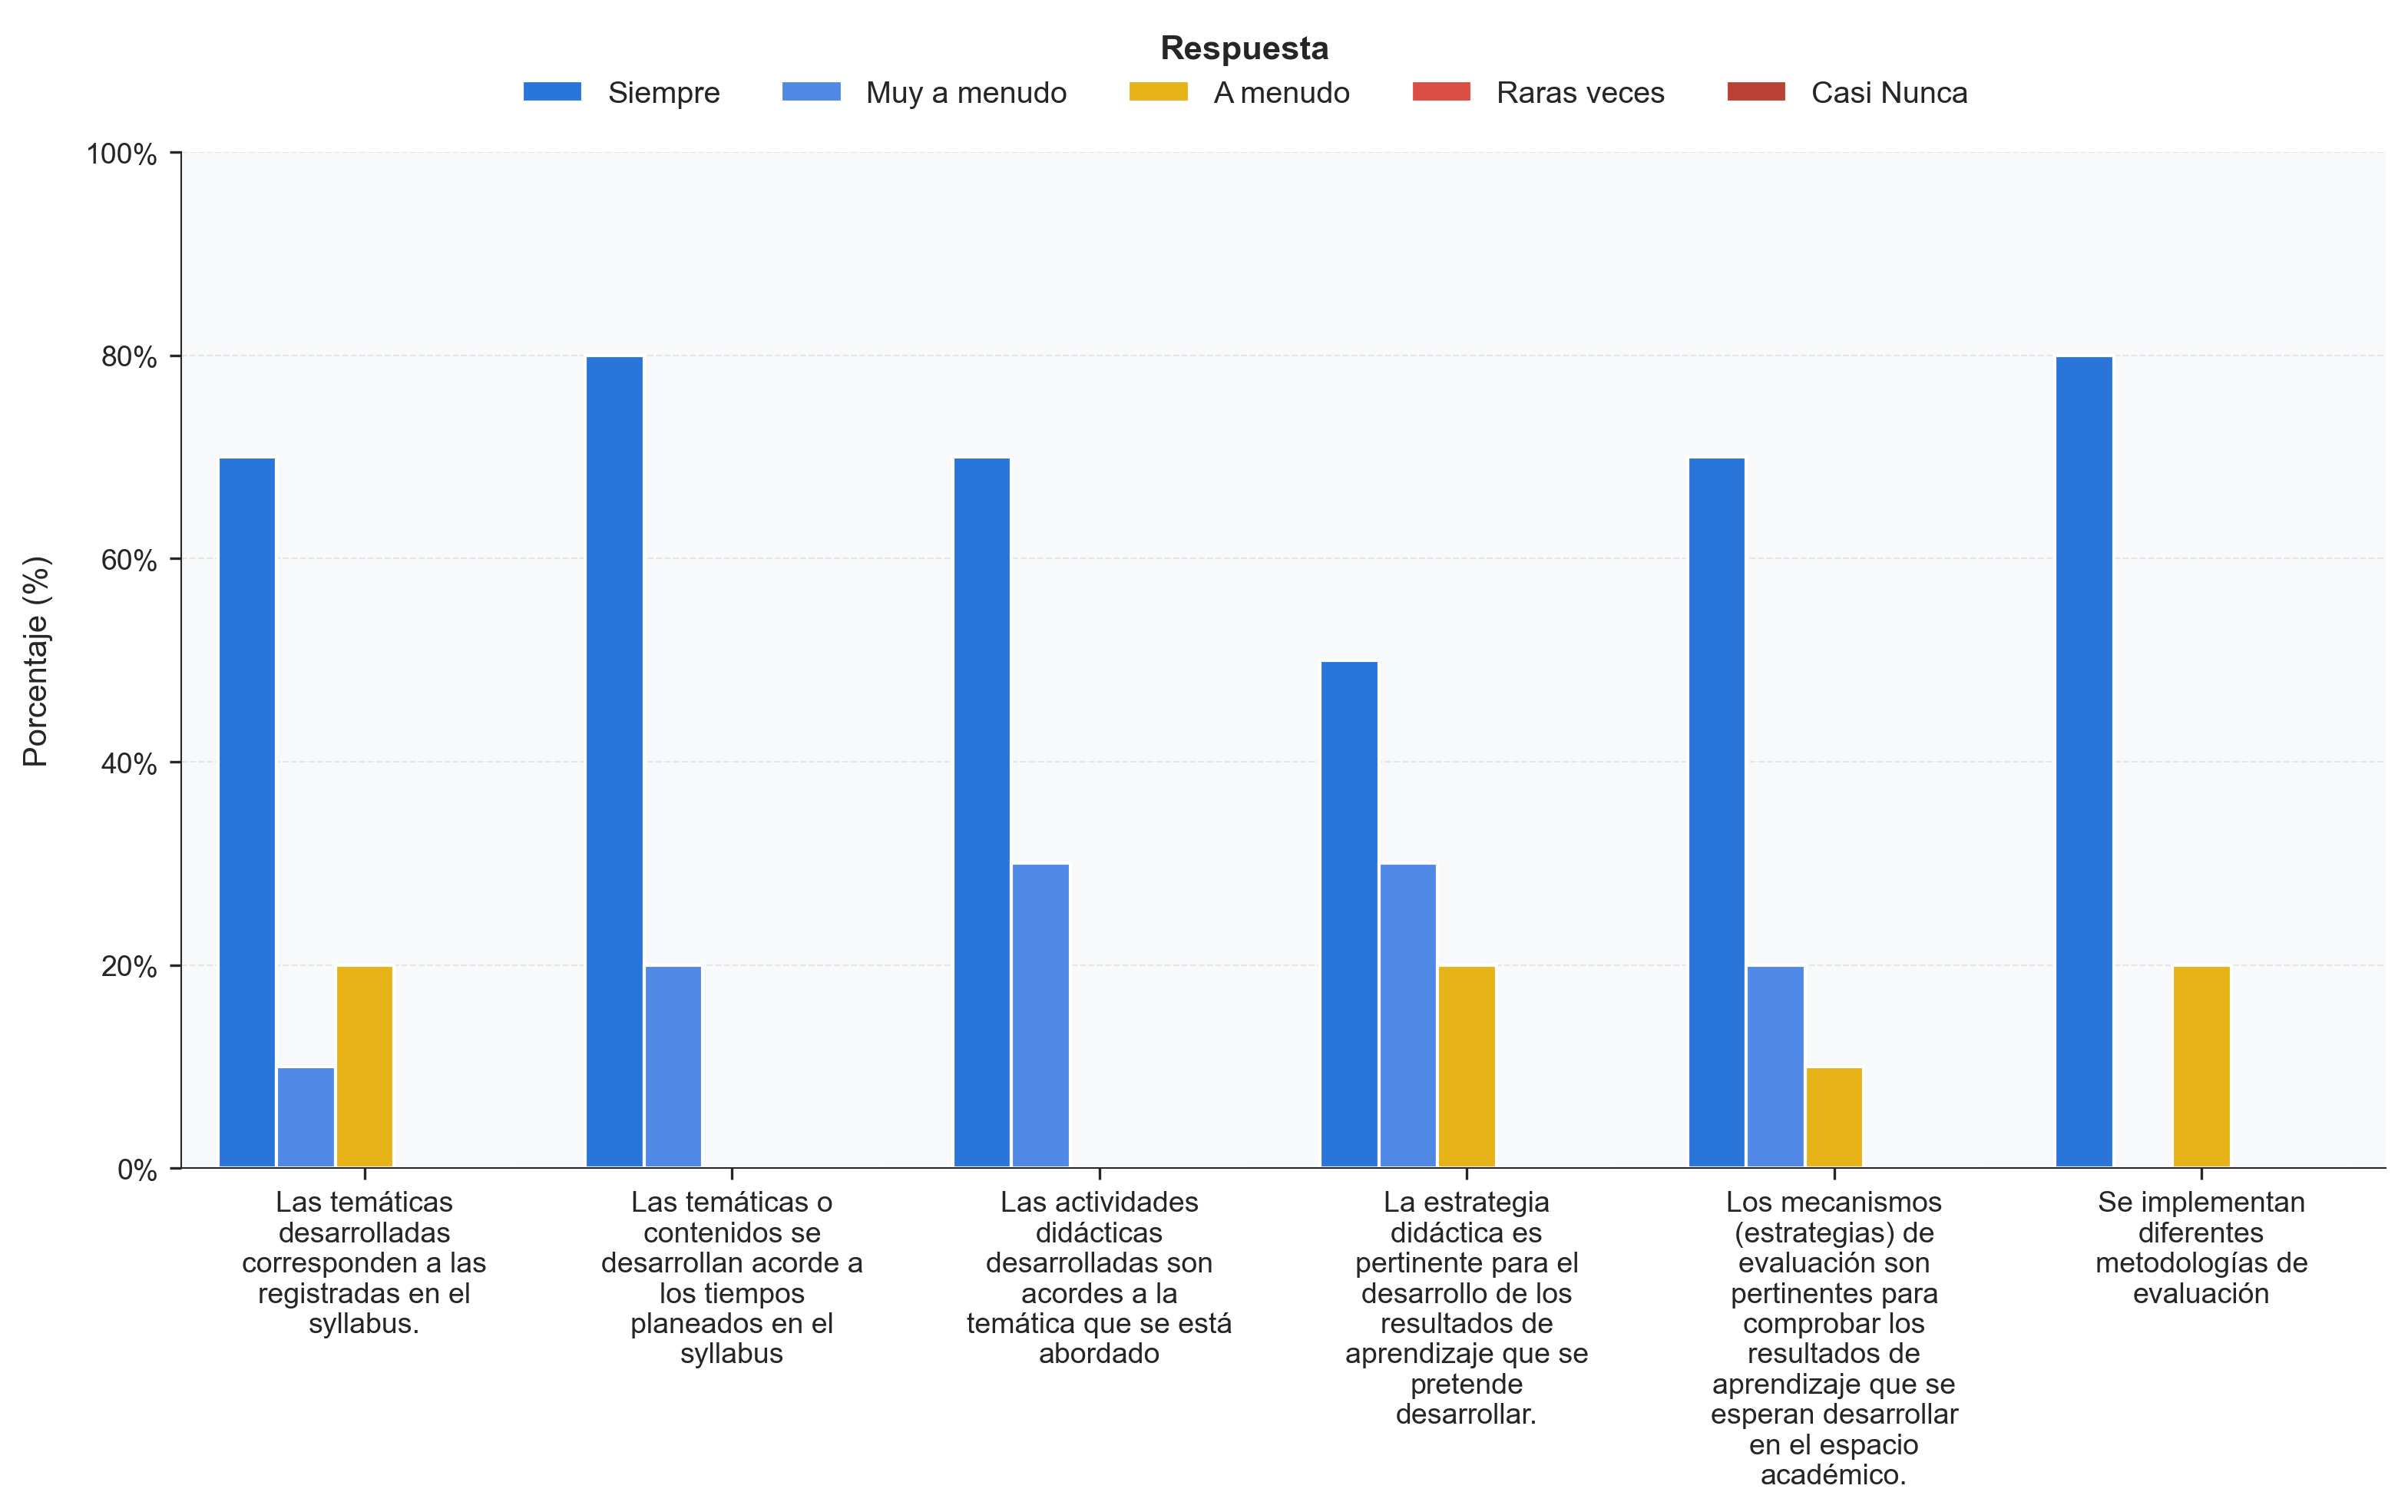 Respuesta
Siempre
Muy a menudo
A menudo
Raras veces
Casi Nunca
100%
80%
60%
40%
20%
0%
Porcentaje (%)
Las temáticas
desarrolladas
corresponden a las
registradas en el
syllabus.
Las temáticas o
contenidos se
desarrollan acorde a
los tiempos
planeados en el
syllabus
Las actividades
didácticas
desarrolladas son
acordes a la
temática que se está
abordado
La estrategia
didáctica es
pertinente para el
desarrollo de los
resultados de
aprendizaje que se
pretende
desarrollar.
Los mecanismos
(estrategias) de
evaluación son
pertinentes para
comprobar los
resultados de
aprendizaje que se
esperan desarrollar
en el espacio
académico.
Se implementan
diferentes
metodologías de
evaluación